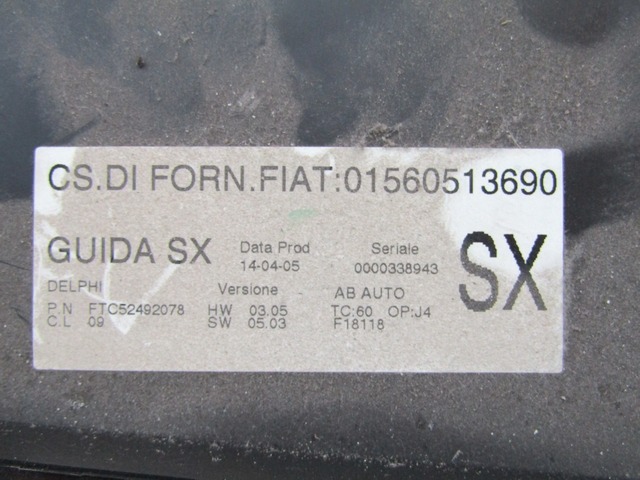 CS.DI FORN.FIAT:01560513690
GUIDA SX
Data Prod
14-04-05
Seriale
0000338943
SX
DELPHI
Versione
AB AUTO
P.N FTC52492078 HW 03.05 TC:60 OP:J4
C.L 09 SW 05.03 F18118